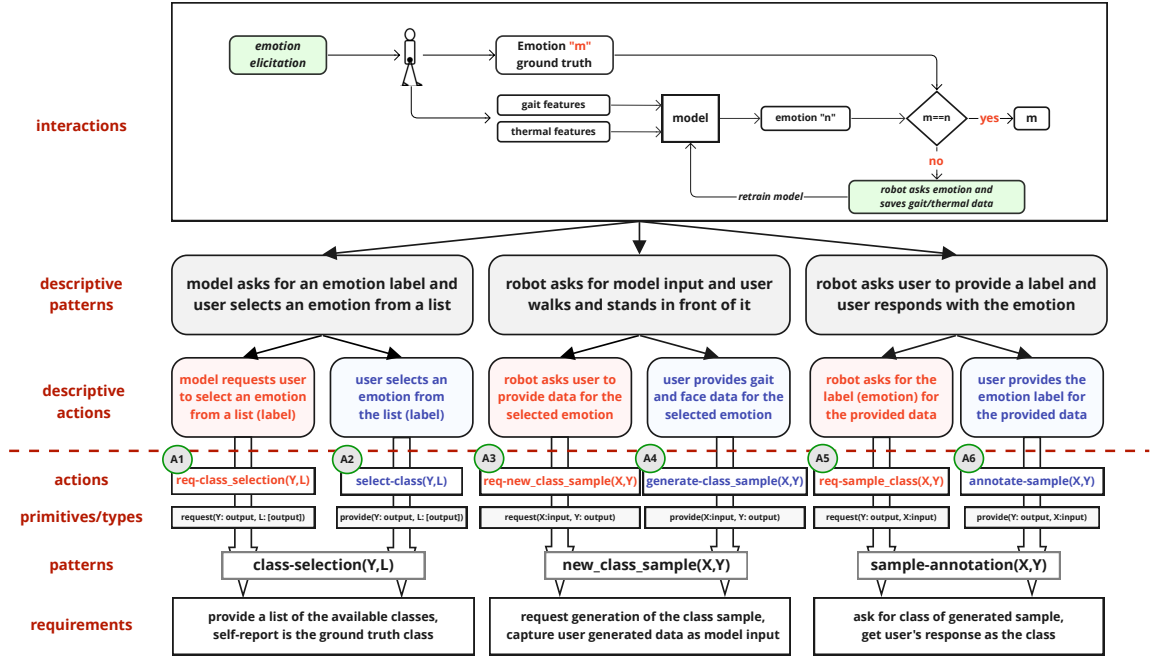 emotion
elicitation
Emotion "m"
ground truth
gait features
thermal features
model
emotion "n"
m==n
yes
m
no
robot asks emotion and
saves gait/thermal data
retrain model
interactions
descriptive
patterns
model asks for an emotion label and
user selects an emotion from a list
robot asks for model input and user
walks and stands in front of it
robot asks user to provide a label and
user responds with the emotion
descriptive
actions
model requests user
to select an emotion
from a list (label)
user selects an
emotion from
the list (label)
robot asks user to
provide data for the
selected emotion
user provides gait
and face data for the
selected emotion
robot asks for the
label (emotion) for
the provided data
user provides the
emotion label for
the provided data
A1
A2
A3
A4
A5
A6
actions
req-class_selection(Y,L)
select-class(Y,L)
req-new_class_sample(X,Y)
generate-class_sample(X,Y)
req-sample_class(X,Y)
annotate-sample(X,Y)
primitives/types
request(Y: output, L: [output])
provide(Y: output, L: [output])
request(X:input, Y: output)
provide(X:input, Y: output)
request(Y: output, X:input)
provide(Y: output, X:input)
patterns
class-selection(Y,L)
new_class_sample(X,Y)
sample-annotation(X,Y)
requirements
provide a list of the available classes,
self-report is the ground truth class
request generation of the class sample,
capture user generated data as model input
ask for class of generated sample,
get user's response as the class